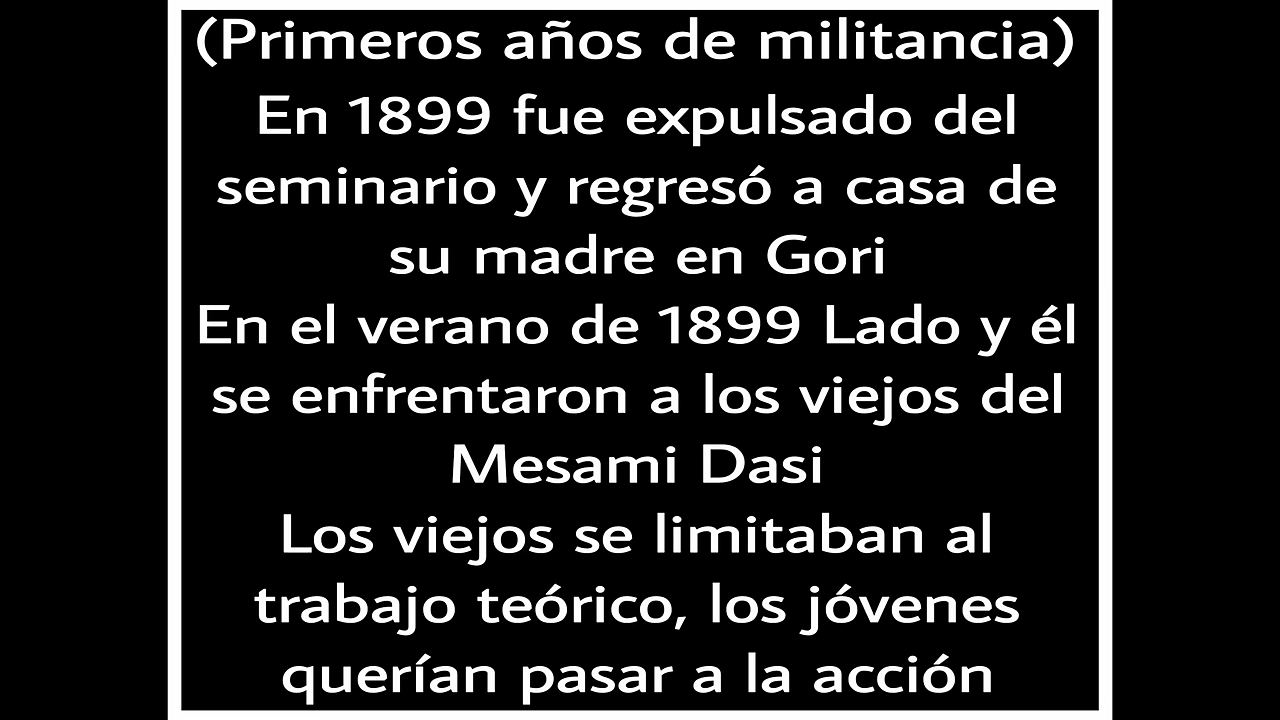 (Primeros años de militancia)
En 1899 fue expulsado del
seminario y regresó a casa de
su madre en Gori
En el verano de 1899 Lado y él
se enfrentaron a los viejos del
Mesami Dasi
Los viejos se limitaban al
trabajo teórico, los jóvenes
querían pasar a la acción